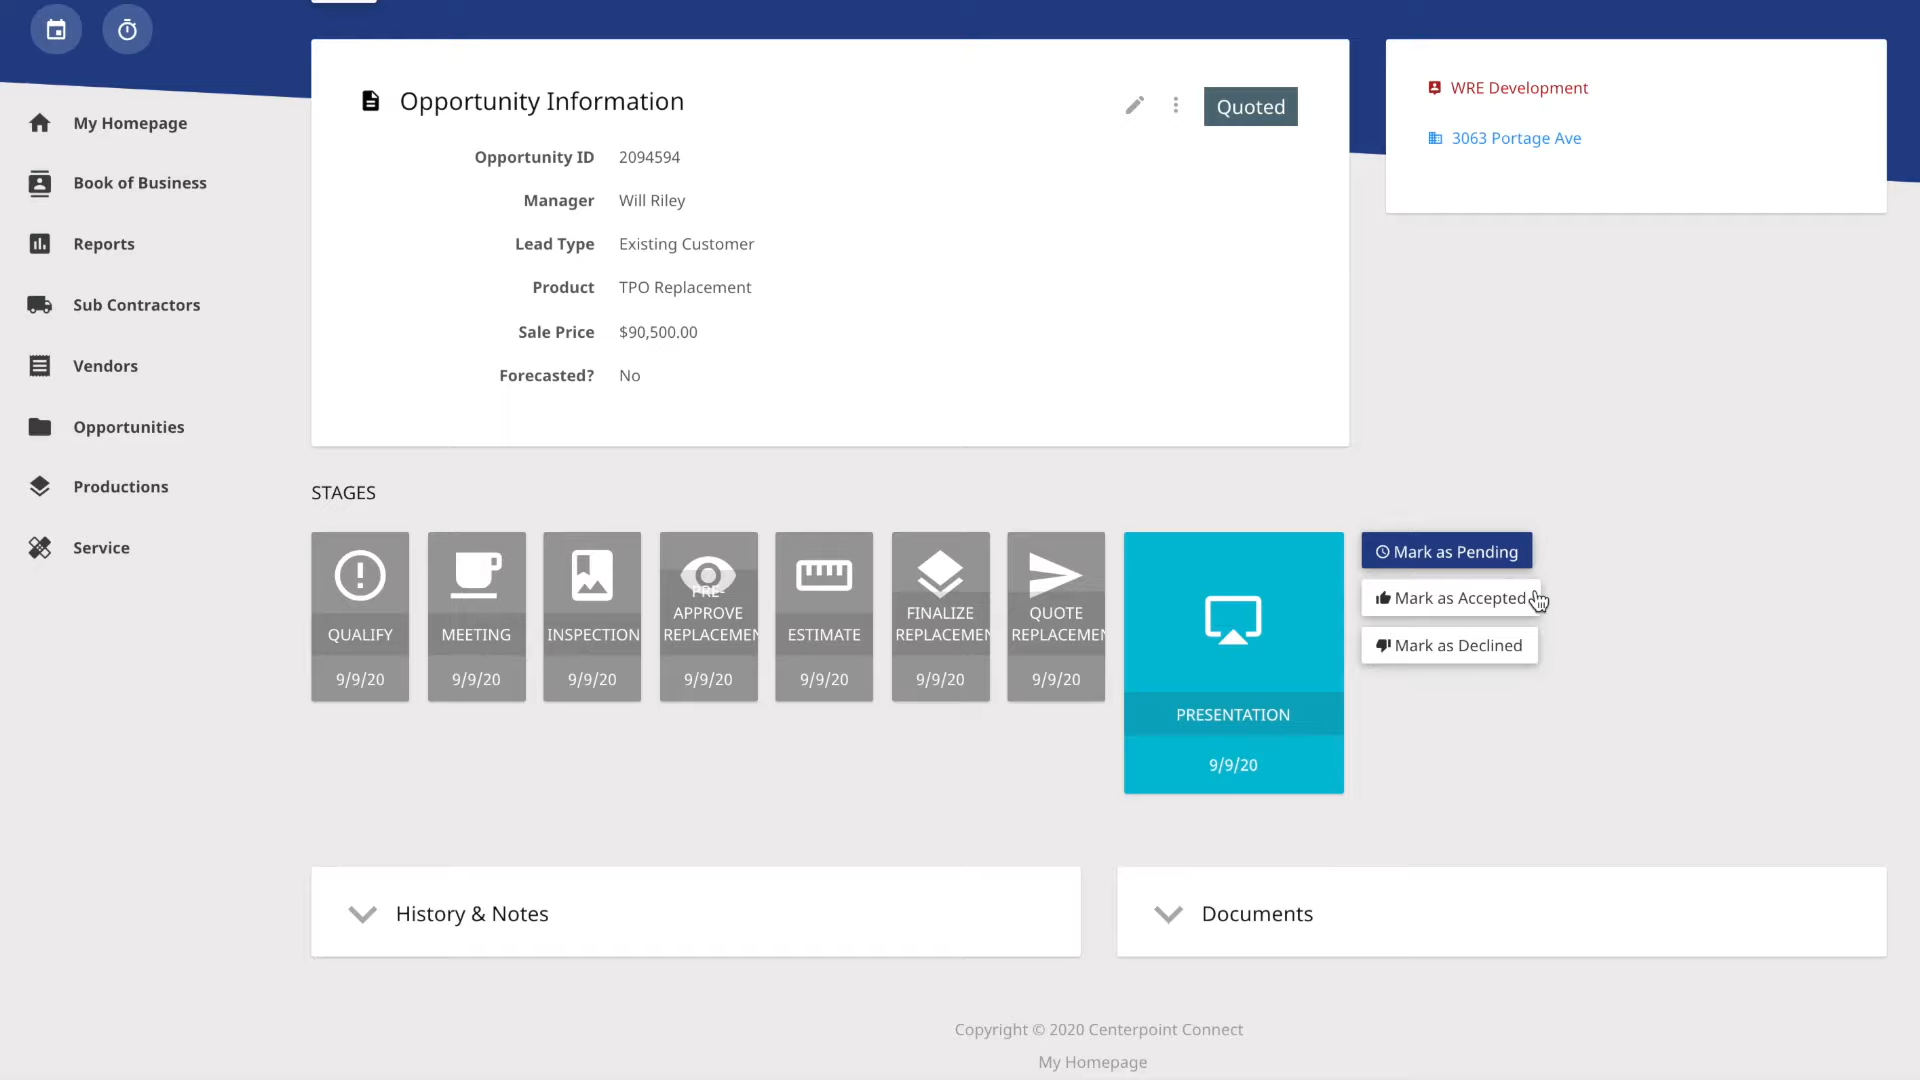 My Homepage
Book of Business
Reports
Sub Contractors
Vendors
Opportunities
Productions
Service
Opportunity Information
Quoted
Opportunity ID 2094594
Manager Will Riley
Lead Type Existing Customer
Product TPO Replacement
Sale Price $90,500.00
Forecasted? No
WRE Development
3063 Portage Ave
STAGES
QUALIFY
9/9/20
MEETING
9/9/20
INSPECTION
9/9/20
PRE-
APPROVE
REPLACEMEN
9/9/20
ESTIMATE
9/9/20
FINALIZE
REPLACEMEN
9/9/20
QUOTE
REPLACEMEN
9/9/20
PRESENTATION
9/9/20
Mark as Pending
Mark as Accepted
Mark as Declined
History & Notes
Documents
Copyright © 2020 Centerpoint Connect
My Homepage